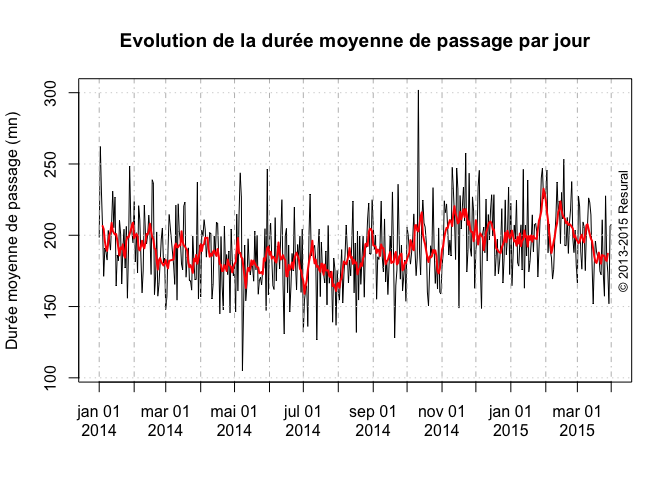 Evolution de la durée moyenne de passage par jour
Durée moyenne de passage (mn)
300
250
200
150
100
© 2013-2015 Resural
jan 01 mar 01 mai 01 jul 01 sep 01 nov 01 jan 01 mar 01
2014 2014 2014 2014 2014 2014 2015 2015